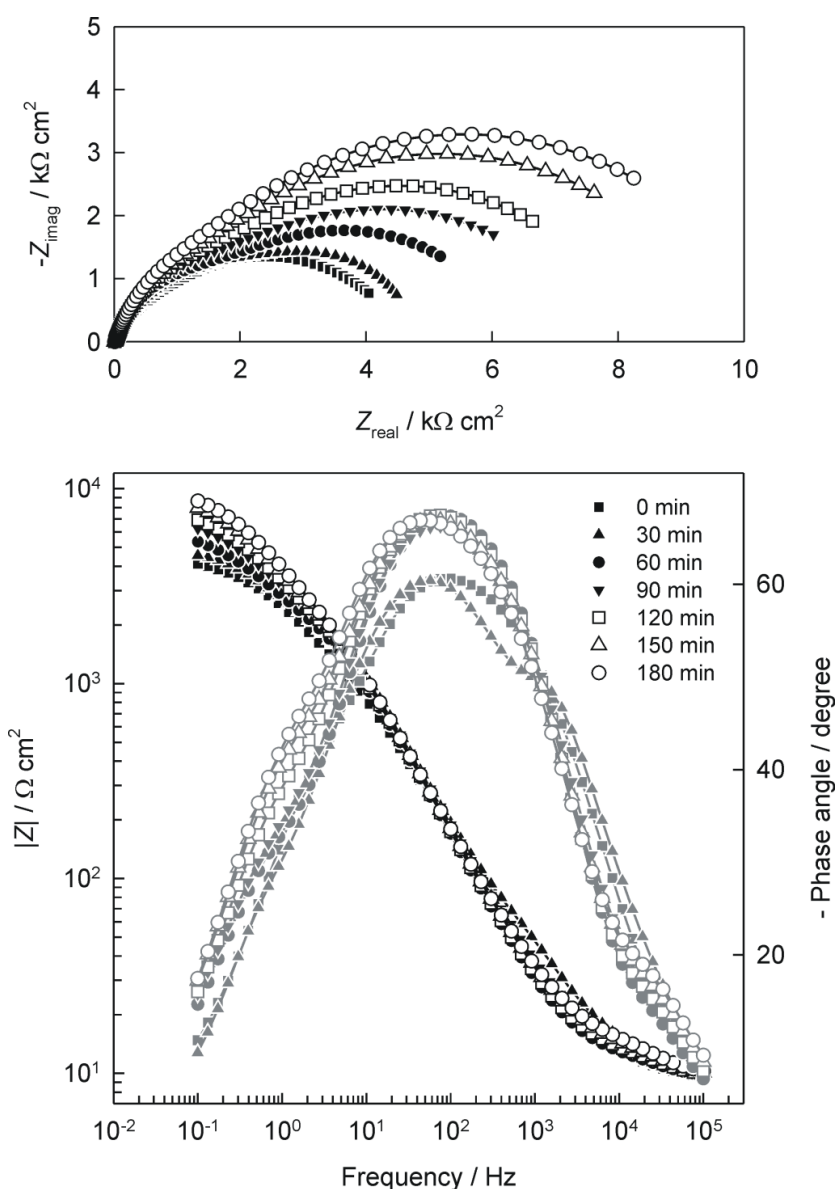 5
4
3
2
1
0
-Zimag / kΩ cm²
0 2 4 6 8 10
Zreal / kΩ cm²
10⁴
10³
10²
10¹
|Z| / Ω cm²
0 min
30 min
60 min
90 min
120 min
150 min
180 min
60
40
20
- Phase angle / degree
10⁻² 10⁻¹ 10⁰ 10¹ 10² 10³ 10⁴ 10⁵
Frequency / Hz